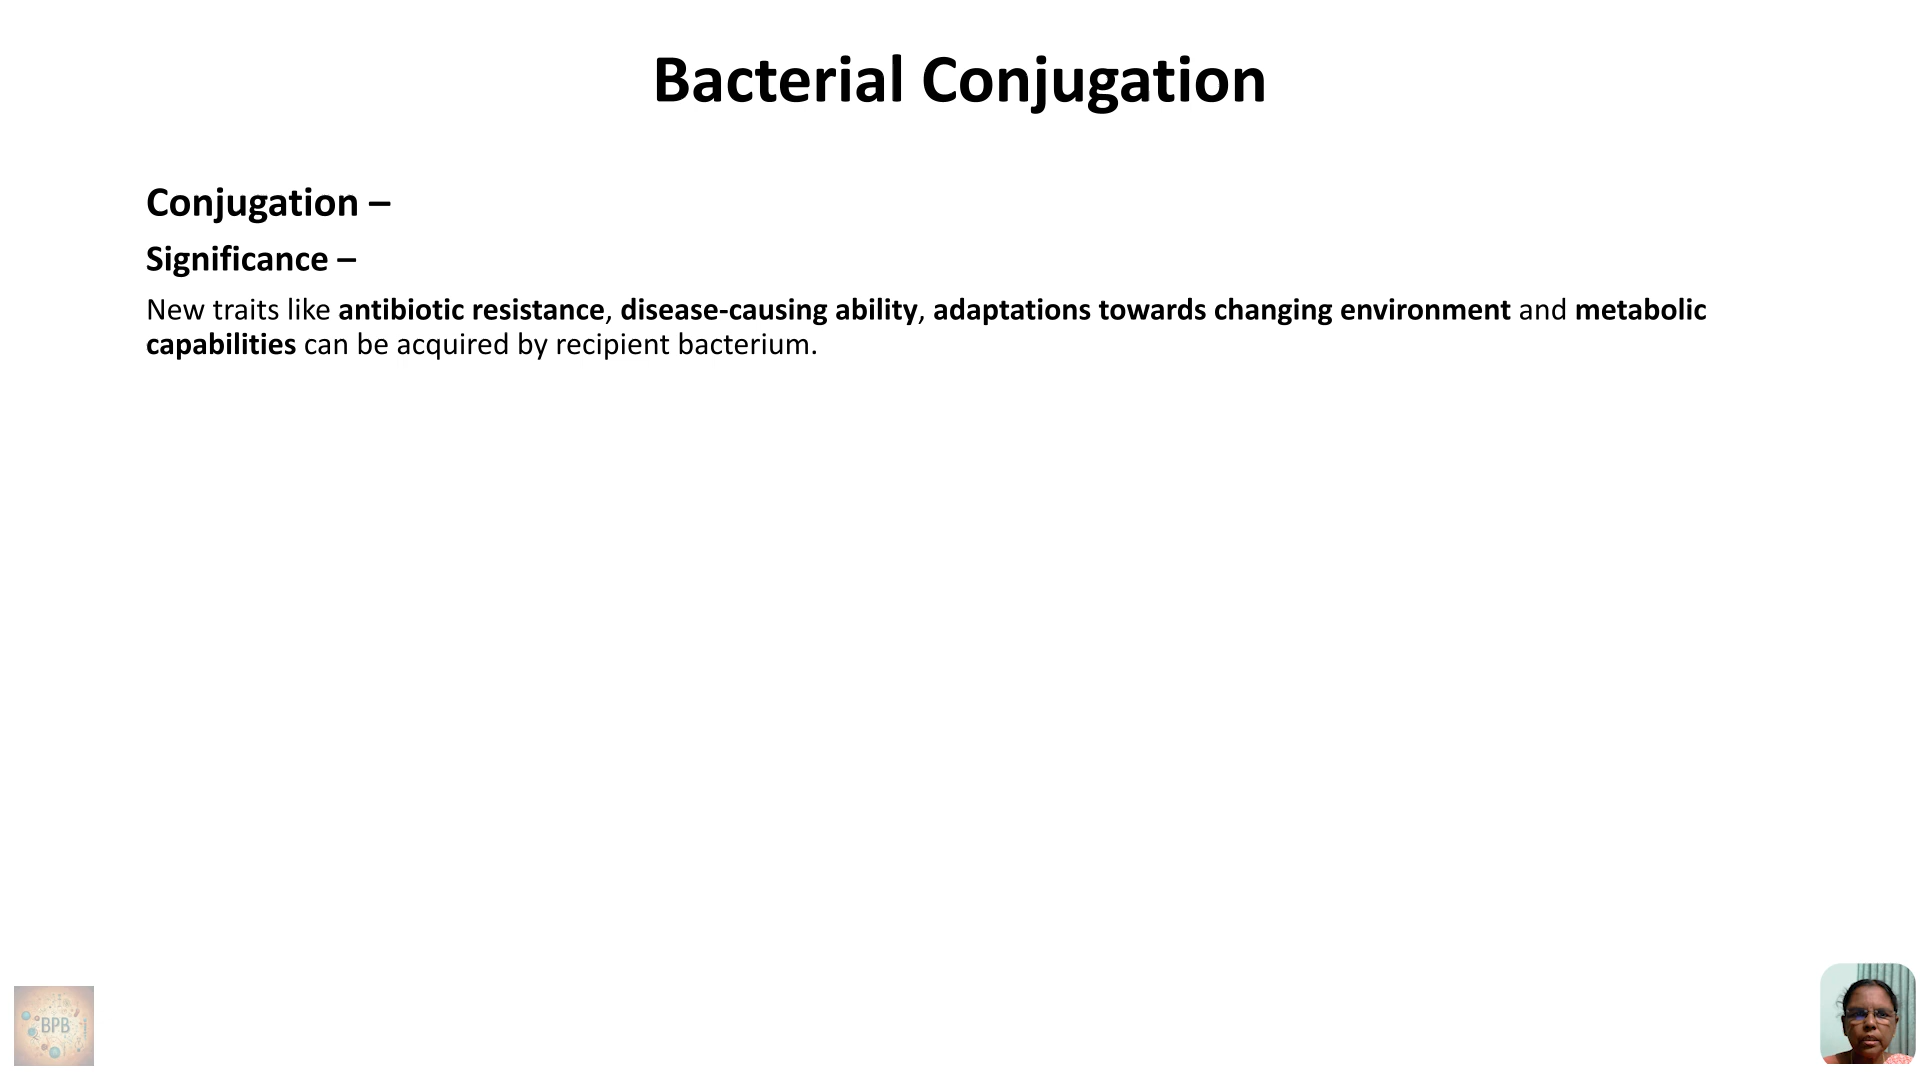 Bacterial Conjugation
Conjugation –
Significance –
New traits like antibiotic resistance, disease-causing ability, adaptations towards changing environment and metabolic
capabilities can be acquired by recipient bacterium.
BPB